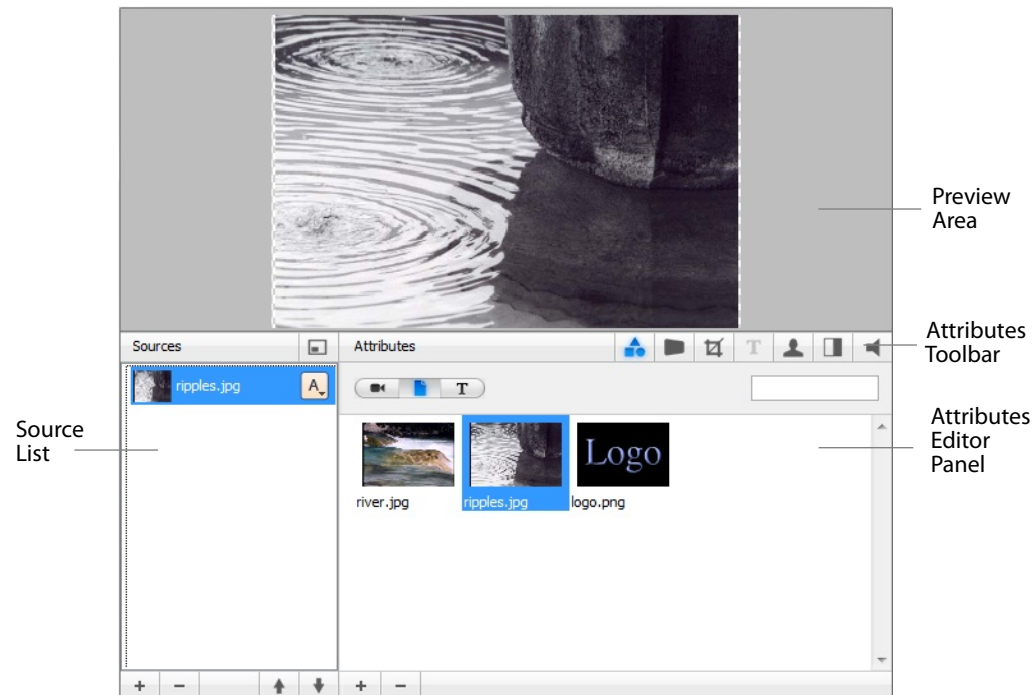 Preview
Area
Sources
Attributes
T
Attributes
Toolbar
ripples.jpg
A
T
Source
List
Logo
Attributes
Editor
Panel
river.jpg
ripples.jpg
logo.png
+
−
+
−